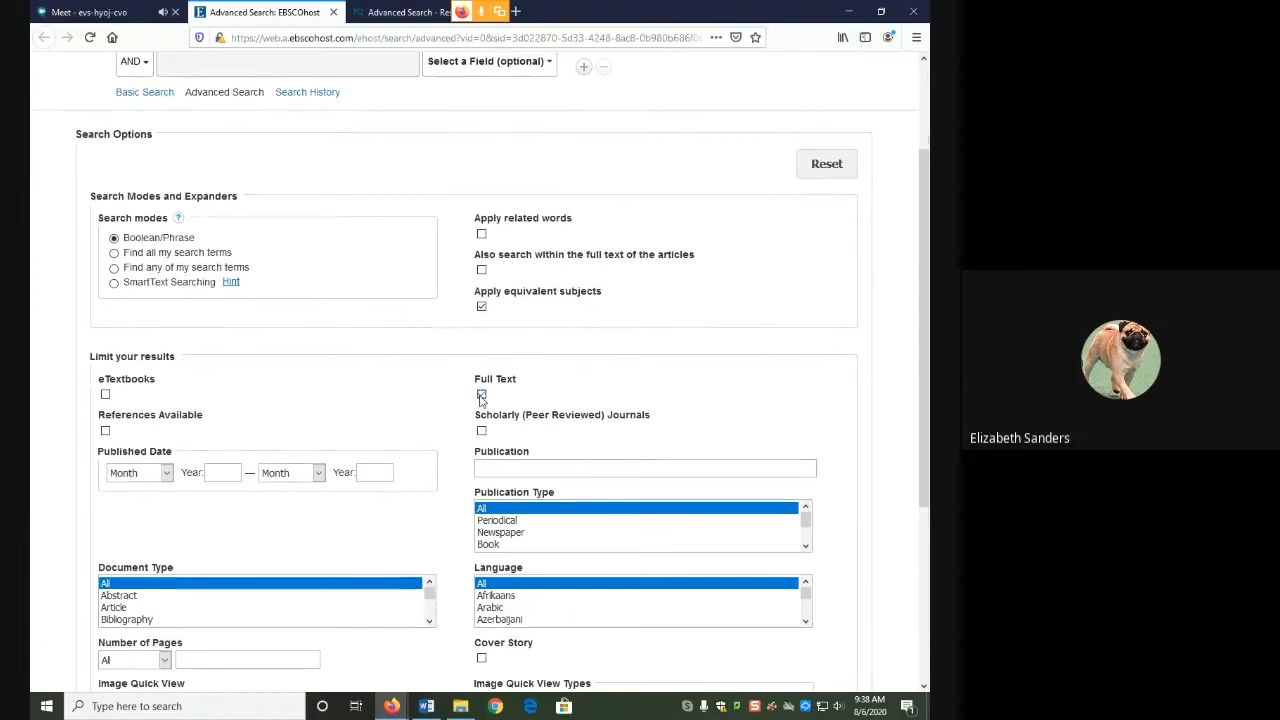 Meet - evs-hyoj-cvo
Advanced Search: EBSCOhost
Advanced Search - Res
https://web.a.ebscohost.com/ehost/search/advanced?vid=0&sid=3d022870-5d33-4248-8ac8-0b980b686f0
AND
Select a Field (optional)
Basic Search Advanced Search Search History
Search Options
Reset
Search Modes and Expanders
Search modes ?
Boolean/Phrase
Find all my search terms
Find any of my search terms
SmartText Searching Hint
Apply related words
Also search within the full text of the articles
Apply equivalent subjects
Limit your results
eTextbooks
Full Text
References Available
Scholarly (Peer Reviewed) Journals
Published Date
Month Year: — Month Year:
Publication
Publication Type
All
Periodical
Newspaper
Book
Document Type
All
Abstract
Article
Bibliography
Language
All
Afrikaans
Arabic
Azerbaijani
Number of Pages
All
Cover Story
Image Quick View
Image Quick View Types
Elizabeth Sanders
Type here to search
9:38 AM
8/6/2020